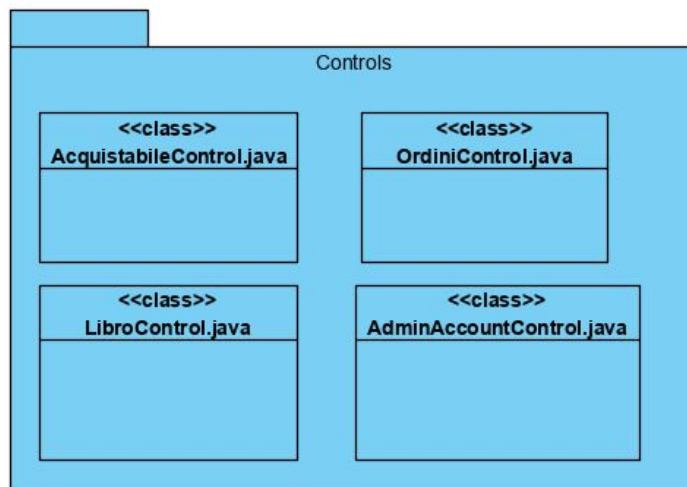 Controls
<<class>>
AcquistabileControl.java
<<class>>
OrdiniControl.java
<<class>>
LibroControl.java
<<class>>
AdminAccountControl.java